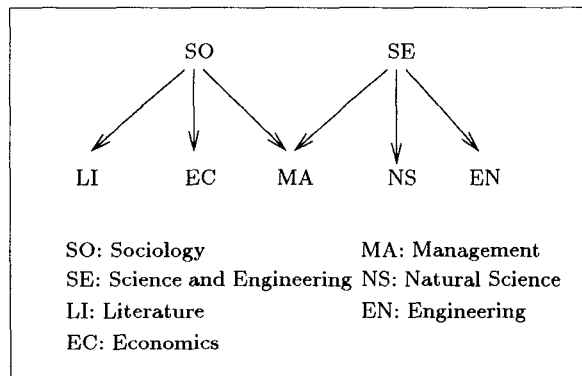 SO SE
LI EC MA NS EN
SO: Sociology MA: Management
SE: Science and Engineering NS: Natural Science
LI: Literature EN: Engineering
EC: Economics